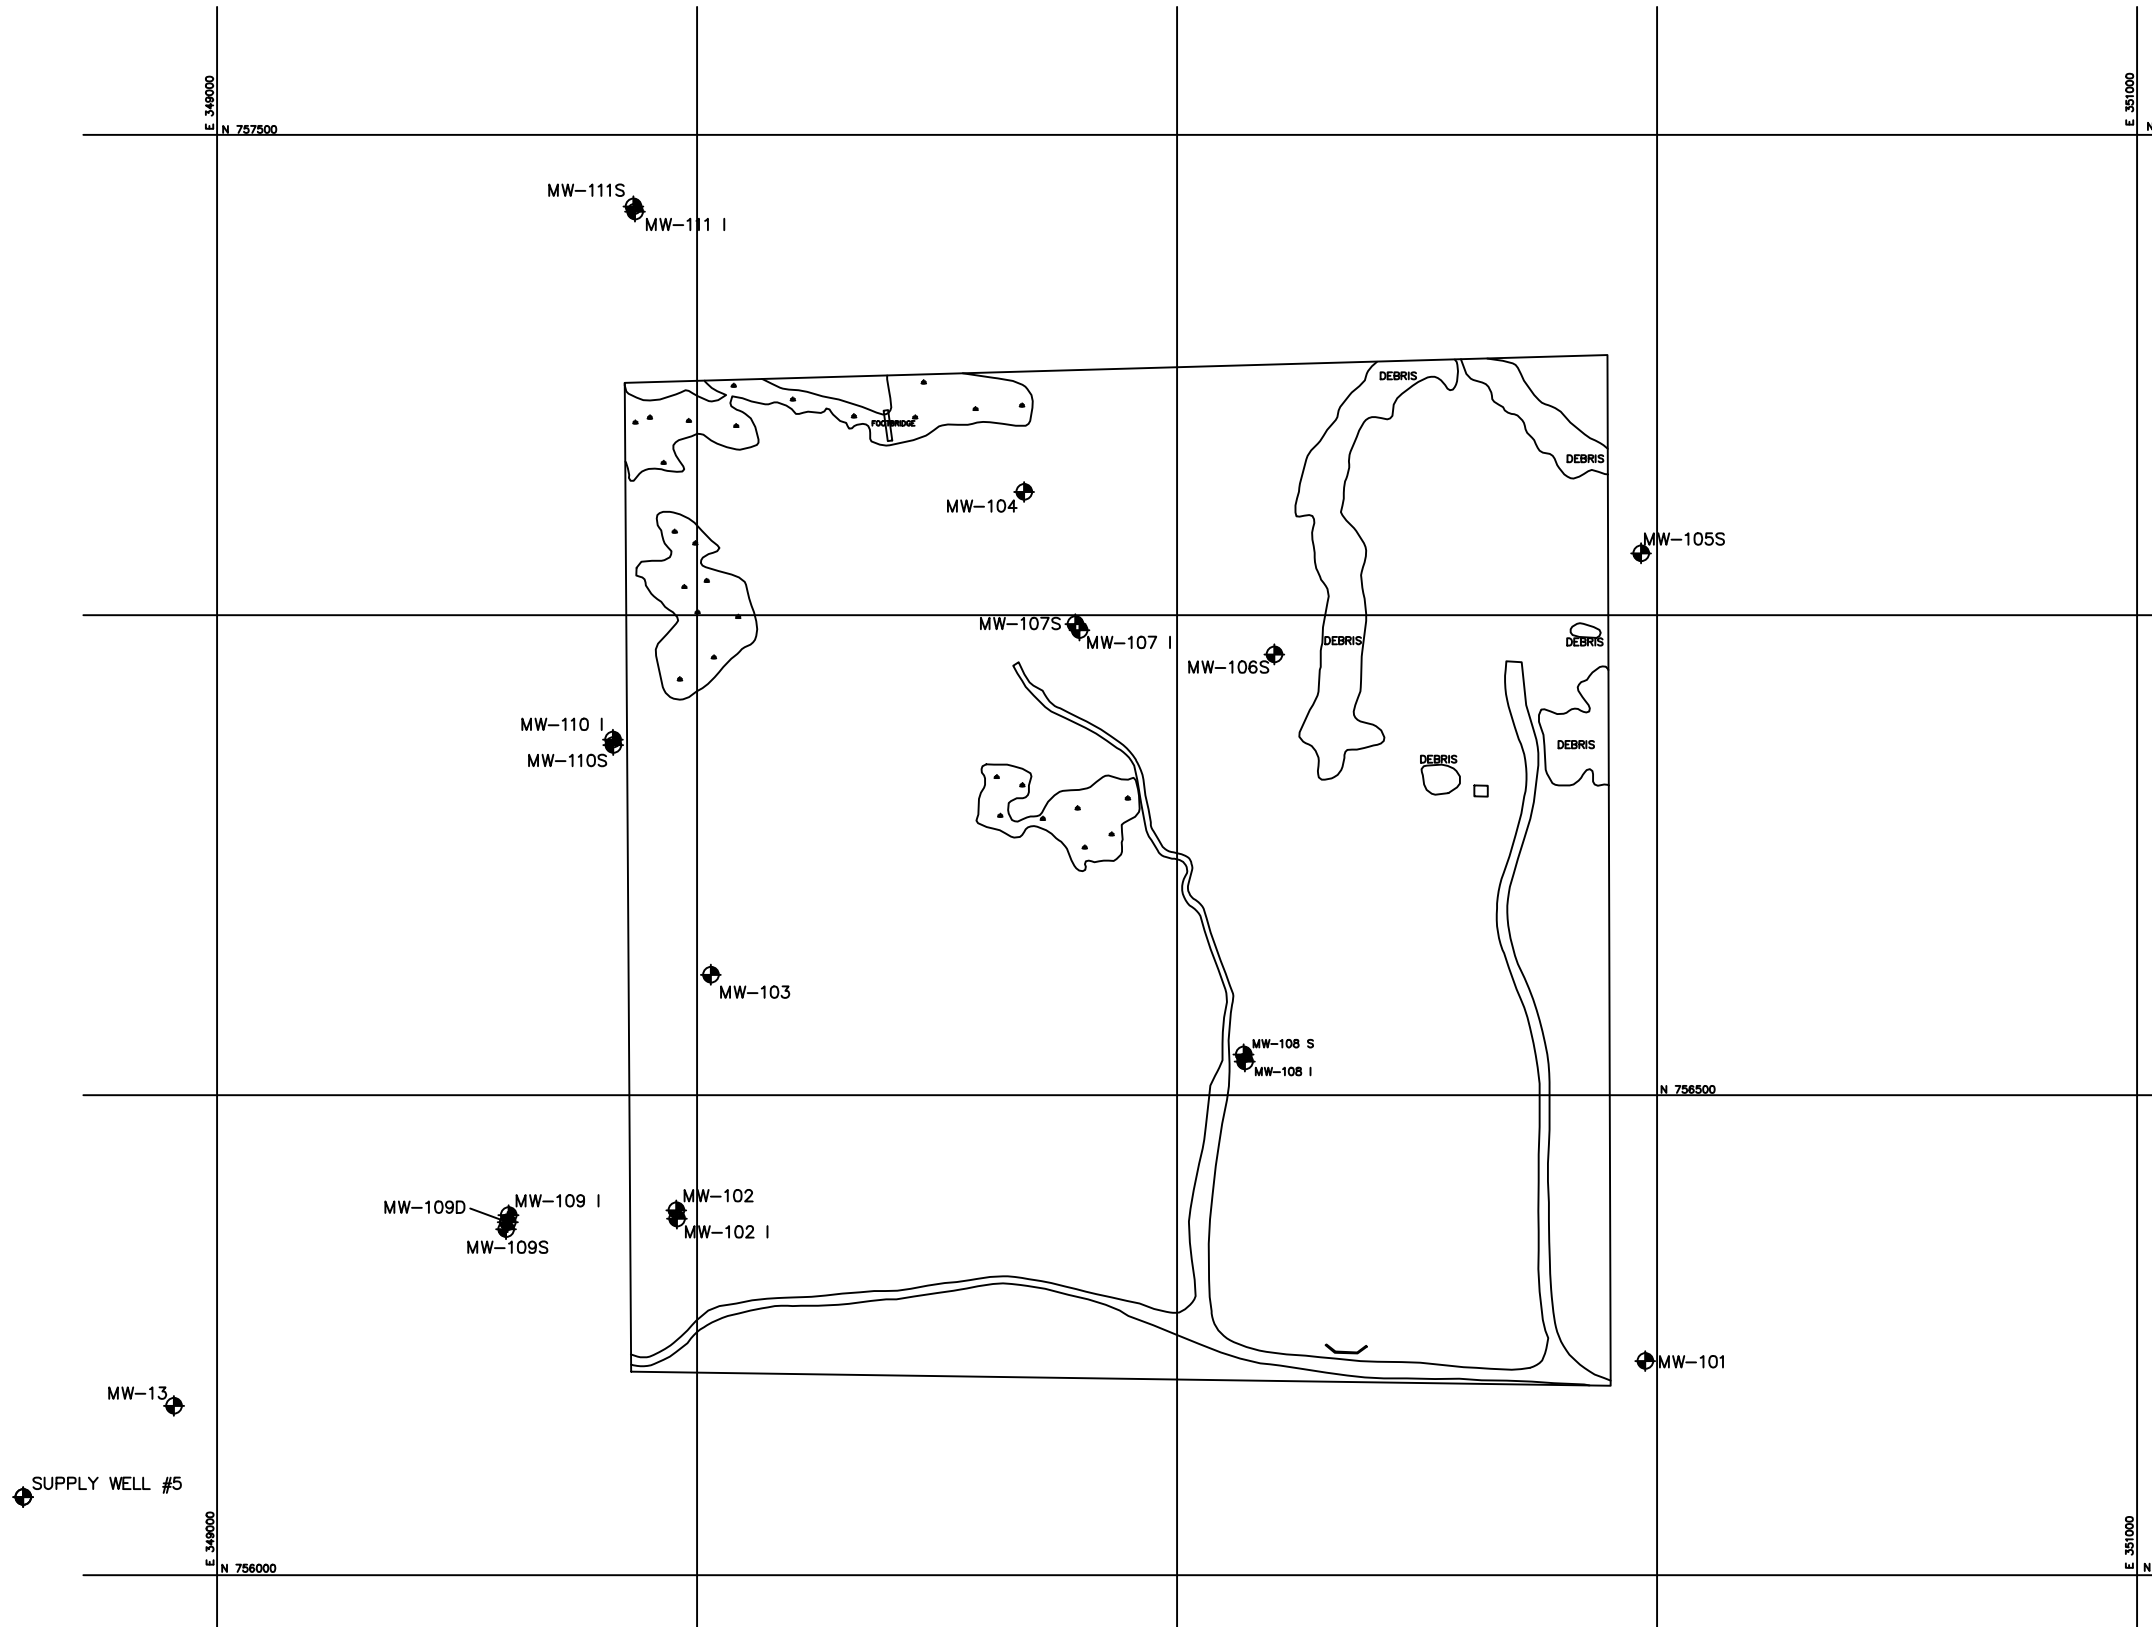 E 349000
E 351000
N 757500
N
MW-111S
MW-111 I
DEBRIS
FOOTBRIDGE
DEBRIS
MW-104
MW-105S
MW-107S
MW-107 I
DEBRIS
DEBRIS
MW-106S
MW-110 I
MW-110S
DEBRIS
DEBRIS
MW-103
MW-108 S
MW-108 I
N 756500
MW-102
MW-109 I
MW-109D
MW-102 I
MW-109S
MW-101
MW-13
SUPPLY WELL #5
E 349000
E 351000
N 756000
N